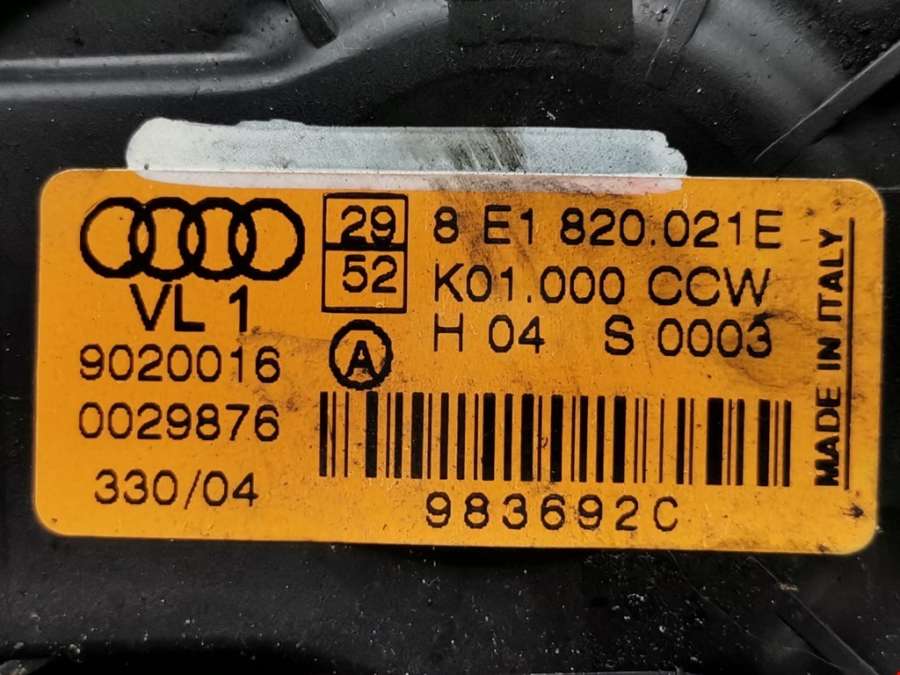 VL 1
9020016
0029876
330/04
29
52
A
8 E1 820.021E
K01.000 CCW
H 04 S 0003
983692C
MADE IN ITALY